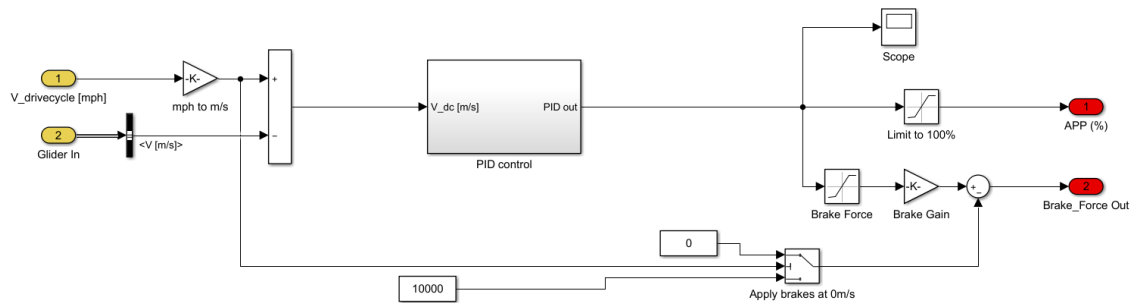 Scope
1
V_drivecycle [mph]
-K-
mph to m/s
+
−
V_dc [m/s]
PID out
PID control
Limit to 100%
1
APP (%)
2
Glider In
<V [m/s]>
Brake Force
-K-
Brake Gain
+
−
2
Brake_Force Out
0
10000
Apply brakes at 0m/s